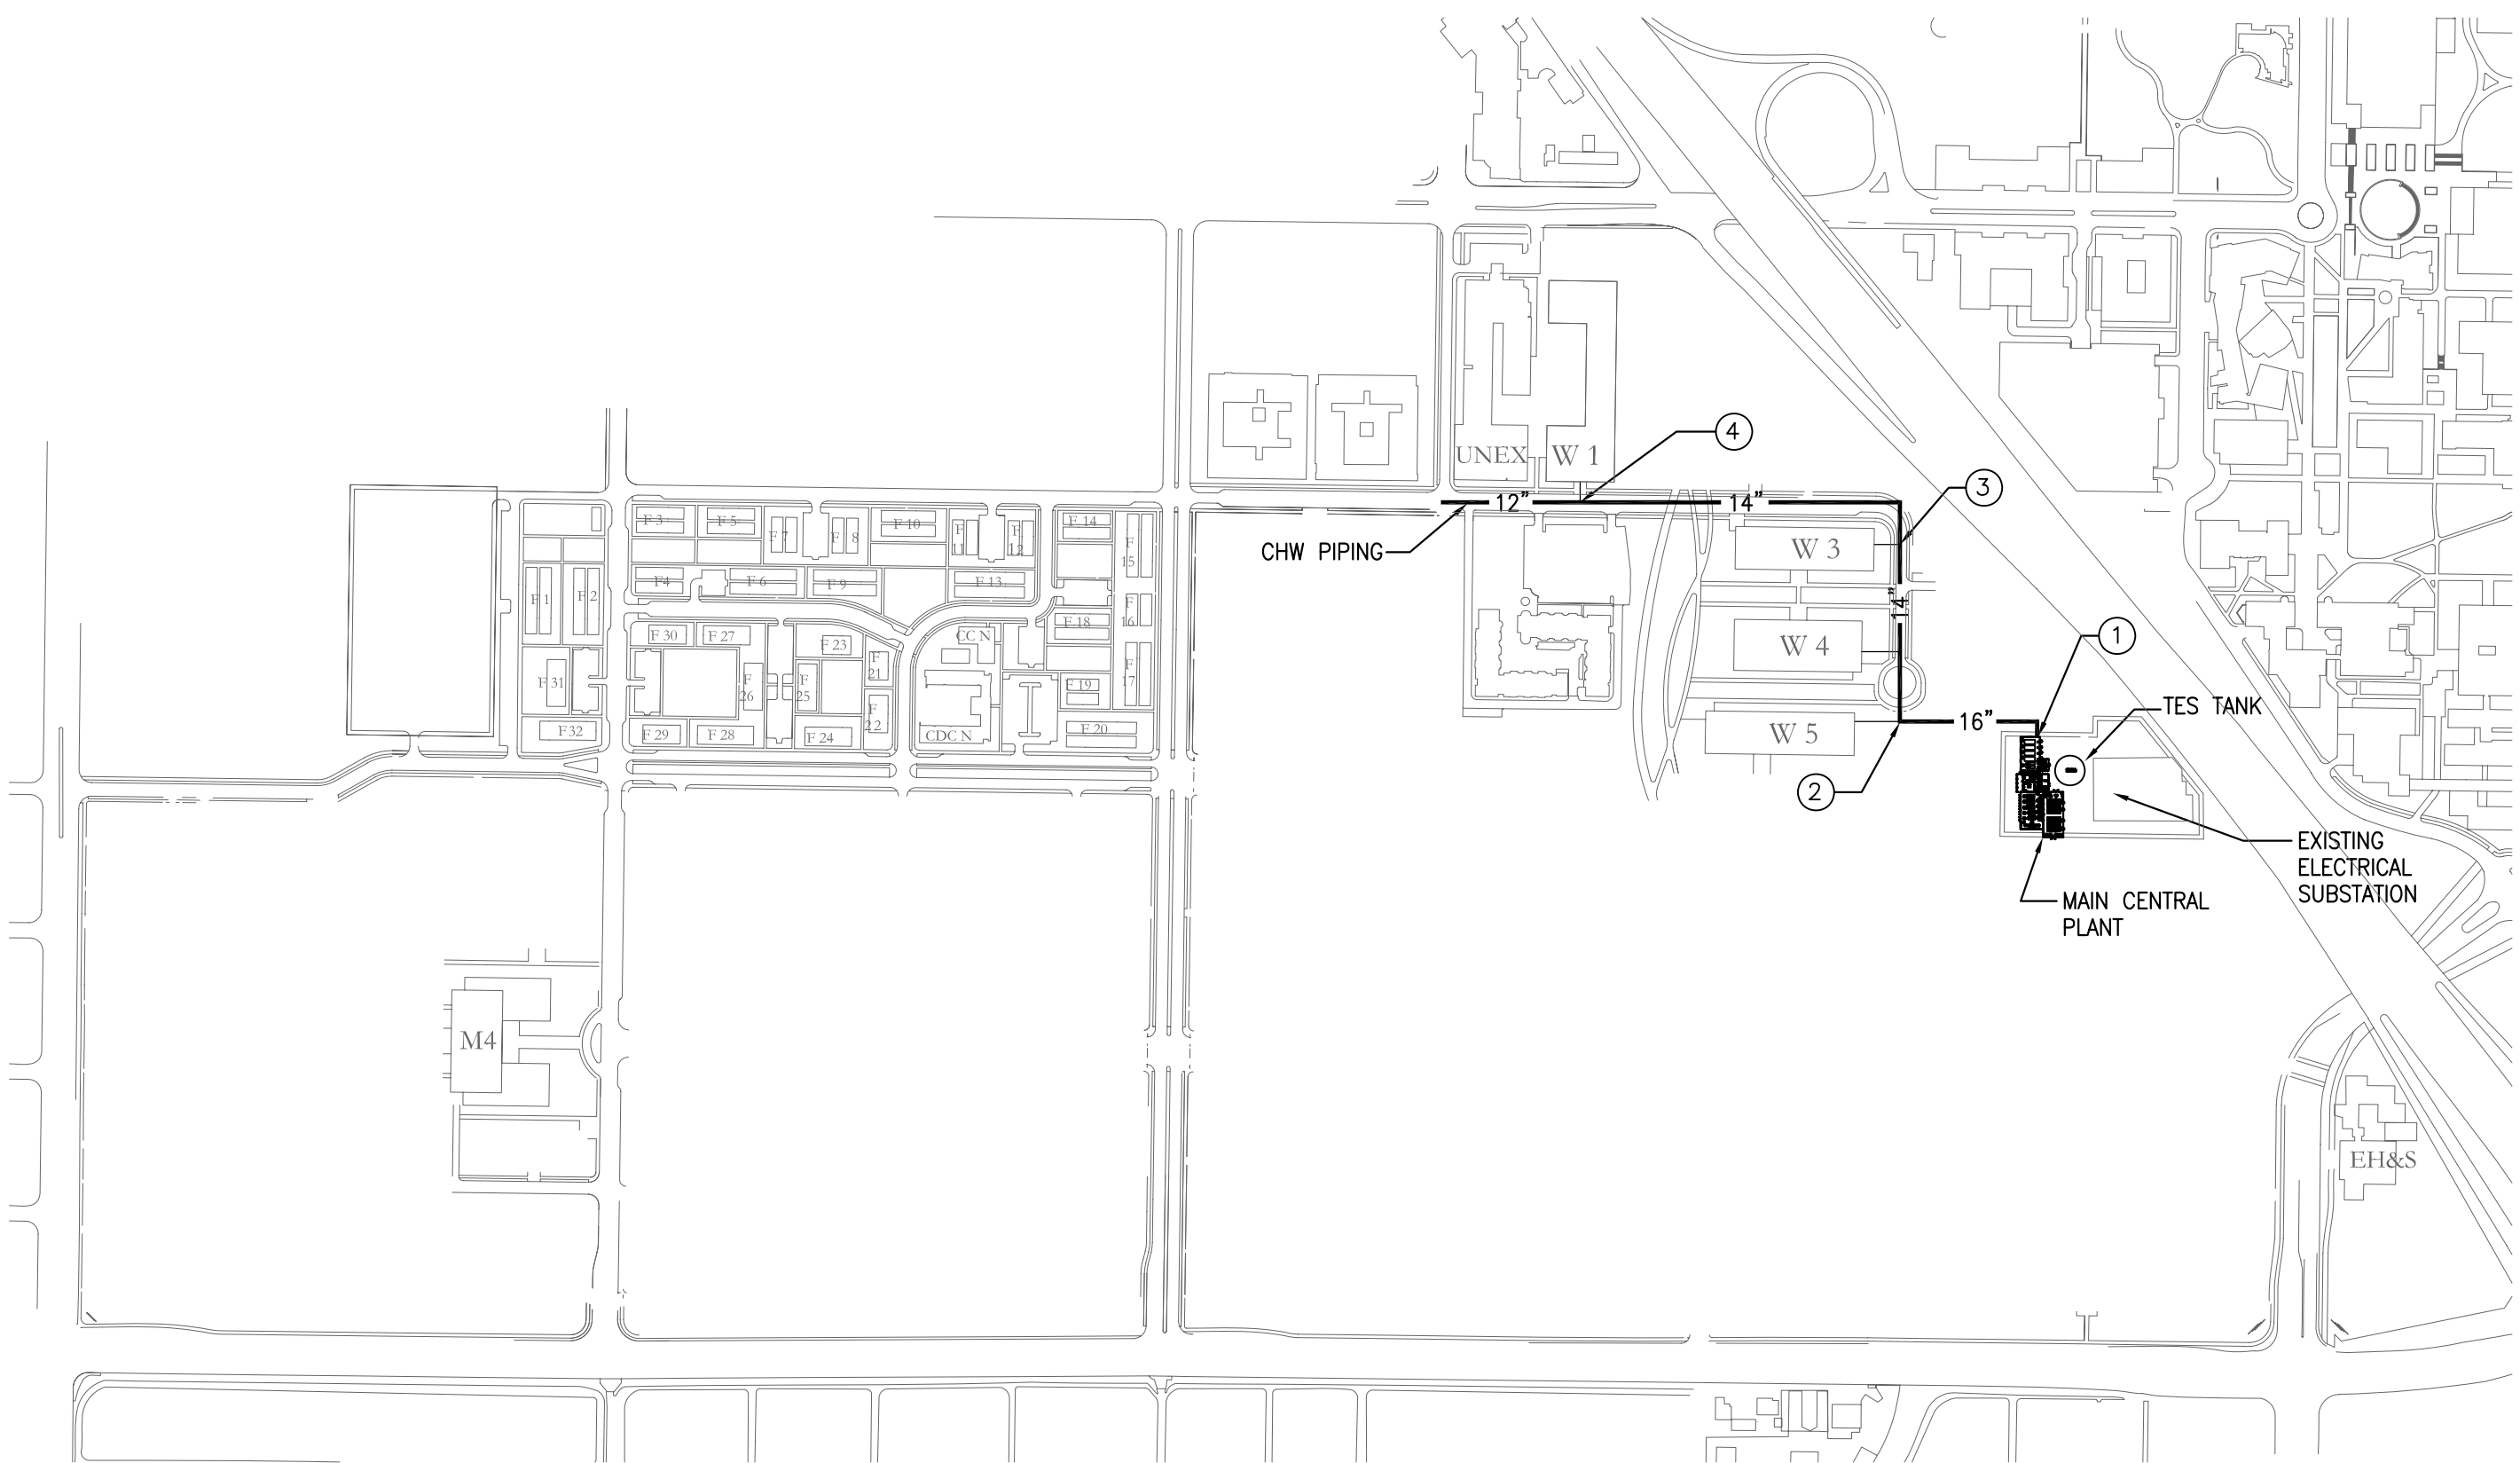 4
UNEX
W 1
3
12"
14"
CHW PIPING
W 3
14"
F 3
F 5
F 7
F 8
F 10
F 11
F 12
F 14
F 15
F 1
F 2
F4
F 6
F 9
F 13
F 16
F 18
1
W 4
F 30
F 27
F 23
CC N
F 21
F 31
F 26
F 25
F 22
F 19
F 17
TES TANK
16"
W 5
F32
F 29
F 28
F 24
CDC N
F 20
2
EXISTING
ELECTRICAL
SUBSTATION
MAIN CENTRAL
PLANT
M4
EH&S